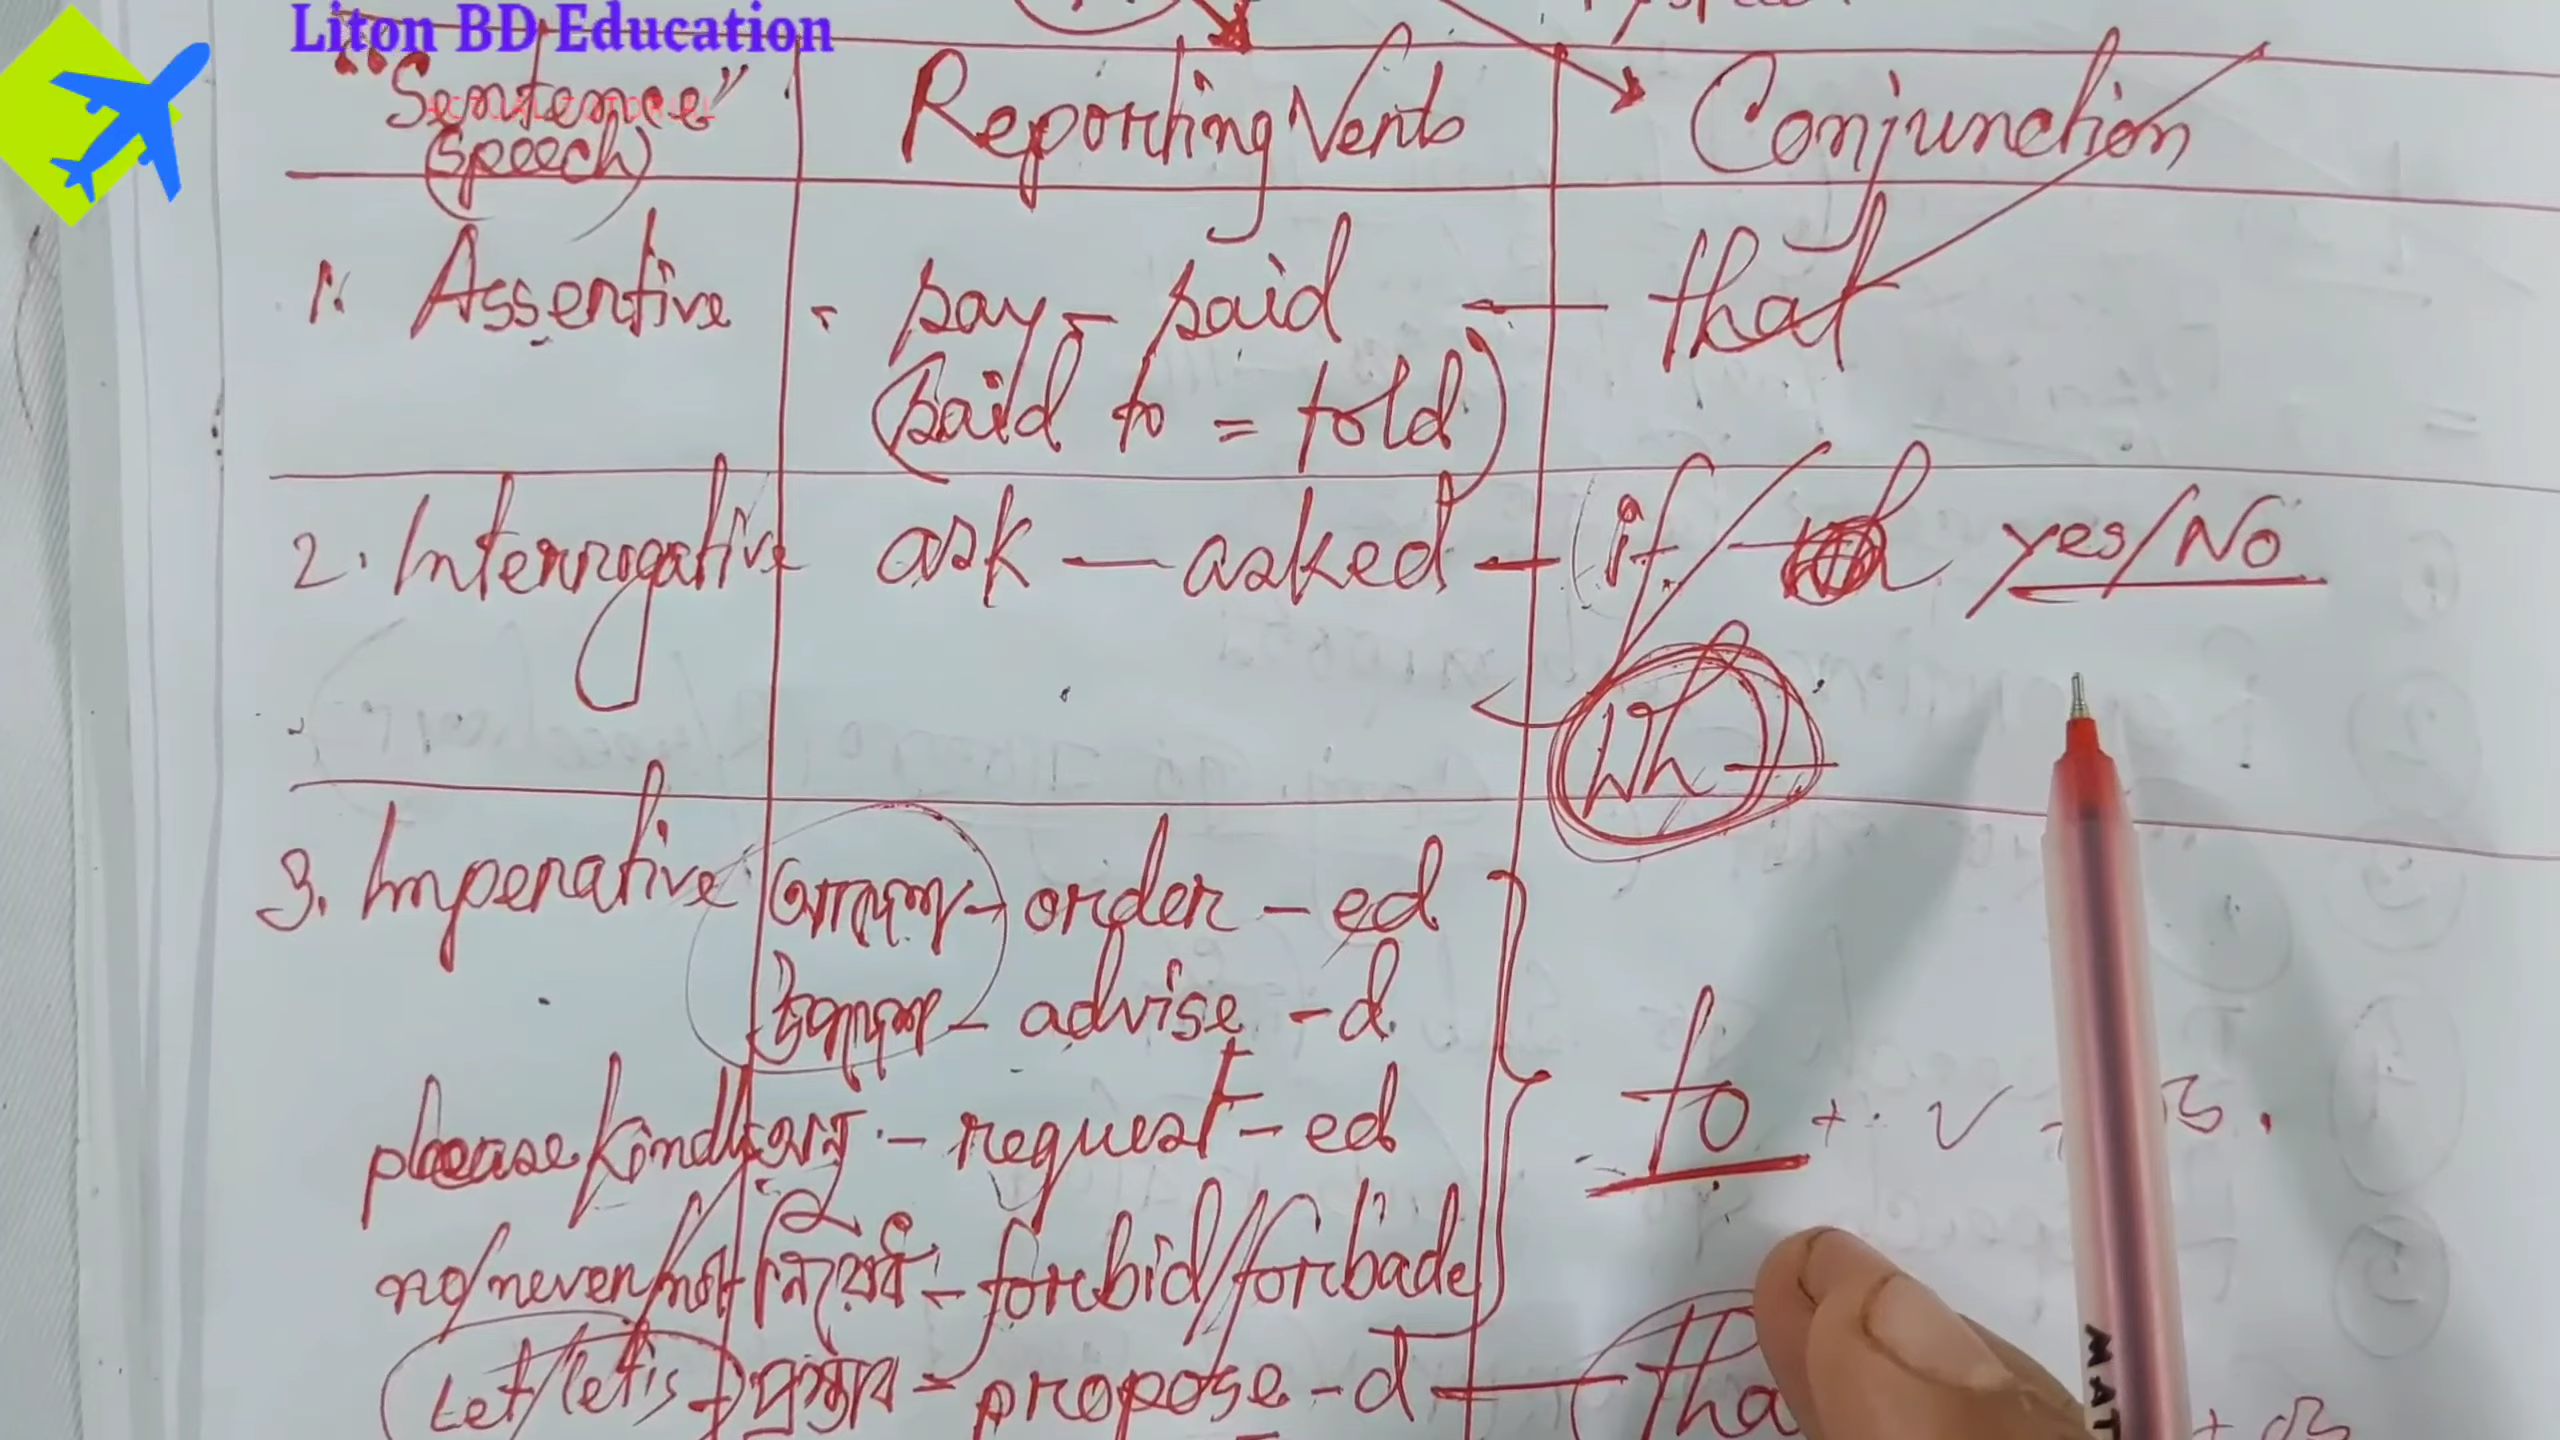 Liton BD Education
"Sentence" Reporting Verb Conjunction
(speech)
1. Assertive - say - said - that
(said to = told)
2. Interrogative ask - asked - if / yes/No
Wh -
3. Imperative আদেশ - order - ed
উপদেশ - advise - d
please/kindly অনু - request - ed to + v
no/never/not নিষেধ - forbid/forbade
Let/let's প্রস্তাব - propose - d
MAT